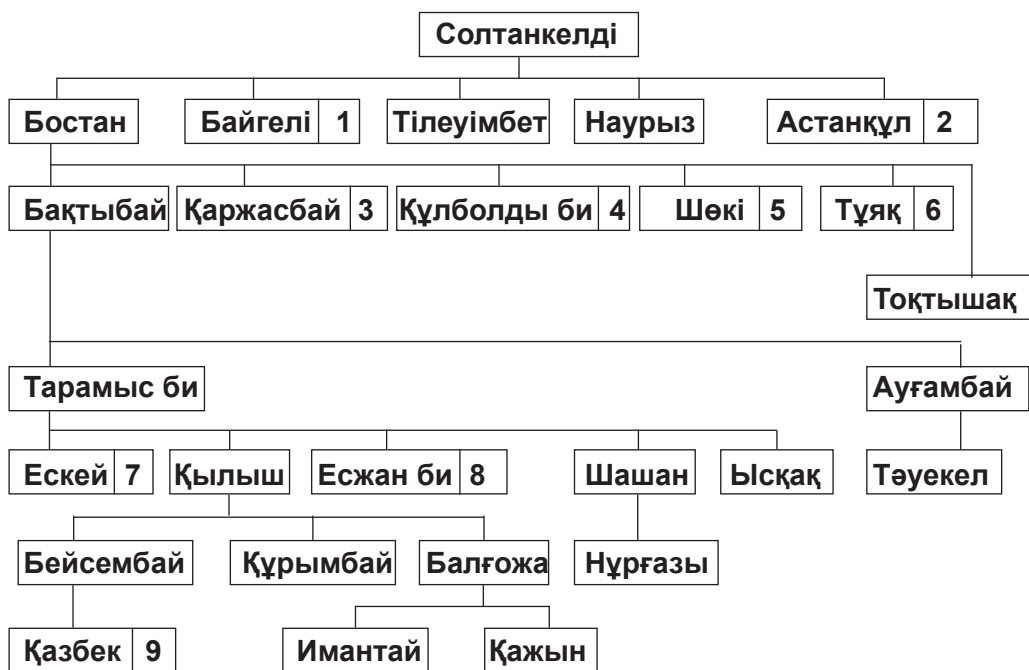 Солтанкелді
Бостан Байгелі 1 Тілеуімбет Наурыз Астанқұл 2
Бақтыбай Қаржасбай 3 Құлболды би 4 Шөкі 5 Тұяқ 6
Тоқтышақ
Тарамыс би Ауғамбай
Ескей 7 Қылыш Есжан би 8 Шашан Ысқақ Тәуекел
Бейсембай Құрымбай Балғожа Нұрғазы
Қазбек 9 Имантай Қажын